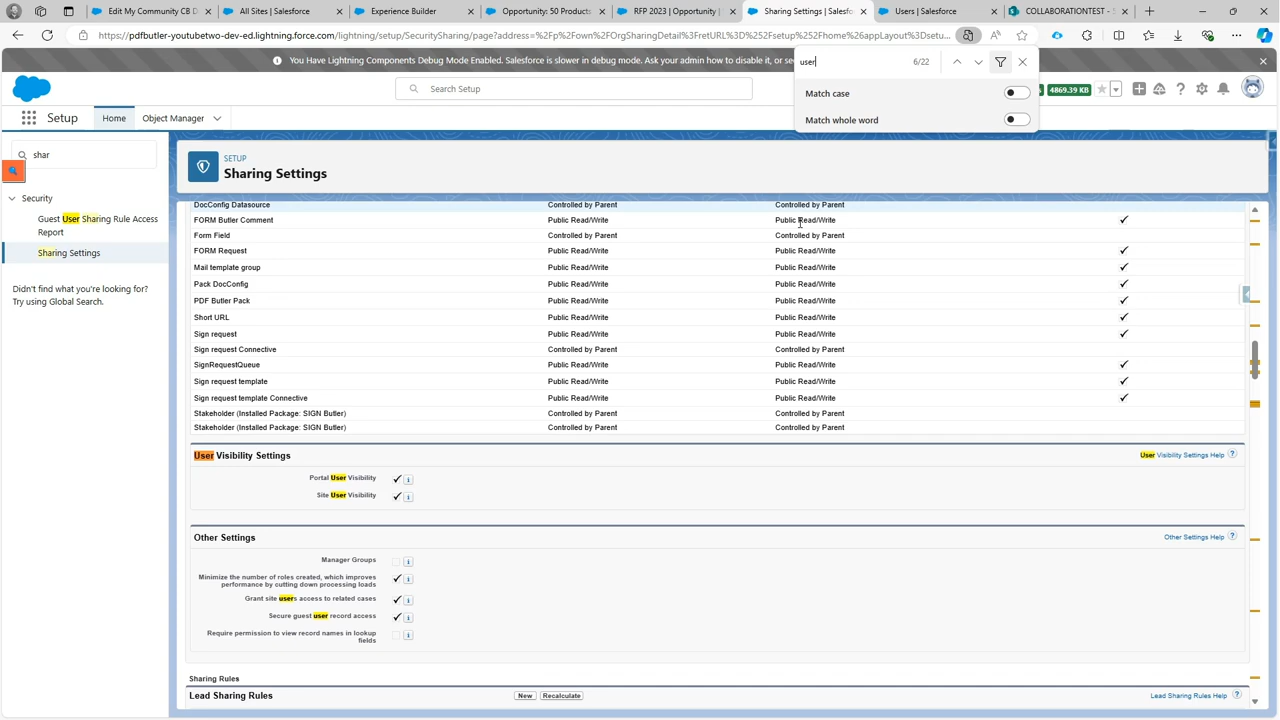 Edit My Community CB D
All Sites | Salesforce
Experience Builder
Opportunity: 50 Product
RFP 2023 | Opportunity |
Sharing Settings | Salesfo
Users | Salesforce
COLLABORATIONTEST - S
https://pdfbutler-youtubetwo-dev-ed.lightning.force.com/lightning/setup/SecuritySharing/page?address=%2Fp%2Fown%2FOrgSharingDetail%3FretURL%3D%252Fsetup%252Fhome%26appLayout%3Dsetu...
You Have Lightning Components Debug Mode Enabled. Salesforce is slower in debug mode. Ask your admin how to disable it, or se
user 6/22
Match case
Match whole word
Search Setup
4869.39 KB
Setup
Home
Object Manager
shar
Security
Guest User Sharing Rule Access
Report
Sharing Settings
Didn't find what you're looking for?
Try using Global Search.
SETUP
Sharing Settings
DocConfig Datasource Controlled by Parent Controlled by Parent
FORM Butler Comment Public Read/Write Public Read/Write
Form Field Controlled by Parent Controlled by Parent
FORM Request Public Read/Write Public Read/Write
Mail template group Public Read/Write Public Read/Write
Pack DocConfig Public Read/Write Public Read/Write
PDF Butler Pack Public Read/Write Public Read/Write
Short URL Public Read/Write Public Read/Write
Sign request Public Read/Write Public Read/Write
Sign request Connective Controlled by Parent Controlled by Parent
SignRequestQueue Public Read/Write Public Read/Write
Sign request template Public Read/Write Public Read/Write
Sign request template Connective Public Read/Write Public Read/Write
Stakeholder (Installed Package: SIGN Butler) Controlled by Parent Controlled by Parent
Stakeholder (Installed Package: SIGN Butler) Controlled by Parent Controlled by Parent
User Visibility Settings
User Visibility Settings Help ?
Portal User Visibility
Site User Visibility
Other Settings
Other Settings Help ?
Manager Groups
Minimize the number of roles created, which improves
performance by cutting down processing loads
Grant site users access to related cases
Secure guest user record access
Require permission to view record names in lookup
fields
Sharing Rules
Lead Sharing Rules New Recalculate Lead Sharing Rules Help ?